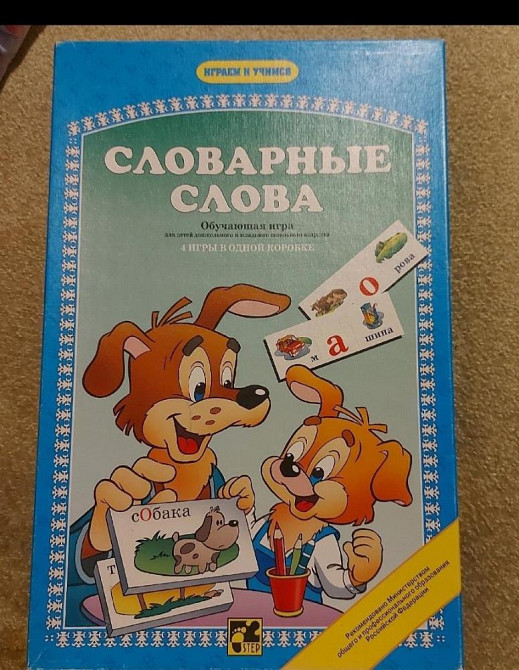 ИГРАЕМ И УЧИМСЯ
СЛОВАРНЫЕ
СЛОВА
Обучающая игра
для детей дошкольного и младшего школьного возраста
4 ИГРЫ В ОДНОЙ КОРОБКЕ
о рова
м а шина
сОбака
Т
Рекомендовано Министерством
общего и профессионального образования
Российской Федерации
STEP